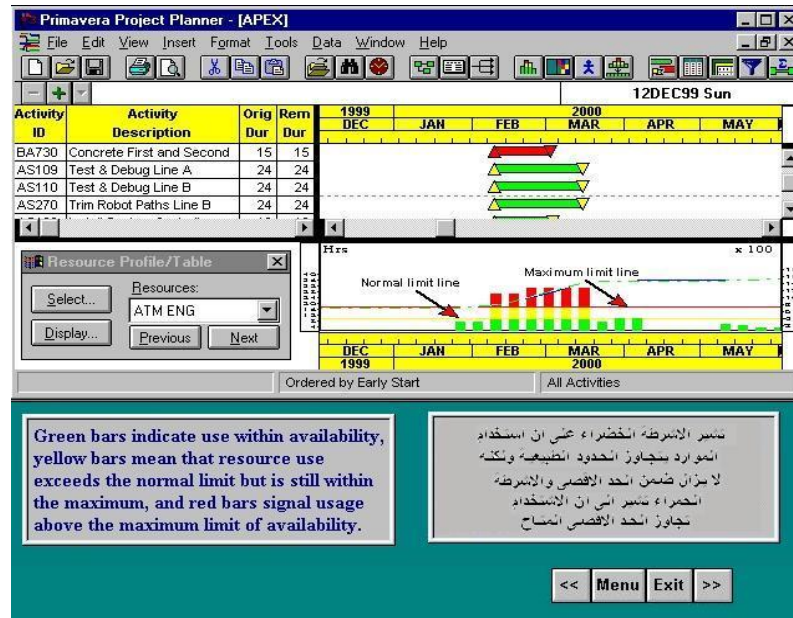 Primavera Project Planner - [APEX]
File Edit View Insert Format Tools Data Window Help
12DEC99 Sun
Activity ID Activity Description Orig Dur Rem Dur
1999 2000
DEC JAN FEB MAR APR MAY
BA730 Concrete First and Second 15 15
AS109 Test & Debug Line A 24 24
AS110 Test & Debug Line B 24 24
AS270 Trim Robot Paths Line B 24 24
Resource Profile/Table
Select...
Resources:
ATM ENG
Display...
Previous
Next
Hrs x 100
Normal limit line
Maximum limit line
DEC JAN FEB MAR APR MAY
1999 2000
Ordered by Early Start
All Activities
Green bars indicate use within availability,
yellow bars mean that resource use
exceeds the normal limit but is still within
the maximum, and red bars signal usage
above the maximum limit of availability.
تشير الاشرطة الخضراء على ان استخدام
الموارد يتجاوز الحدود الطبيعية ولكنه
لا يزال ضمن الحد الاقصى والاشرطة
الحمراء تشير الى ان الاستخدام
تجاوز الحد الاقصى المتاح
<< Menu Exit >>